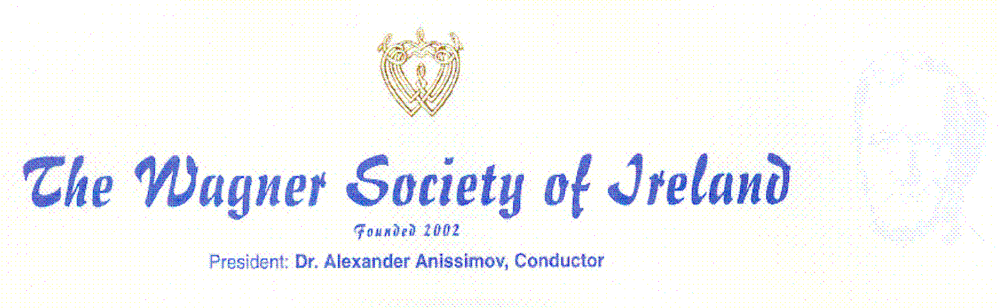 The Wagner Society of Ireland
Founded 2002
President: Dr. Alexander Anissimov, Conductor